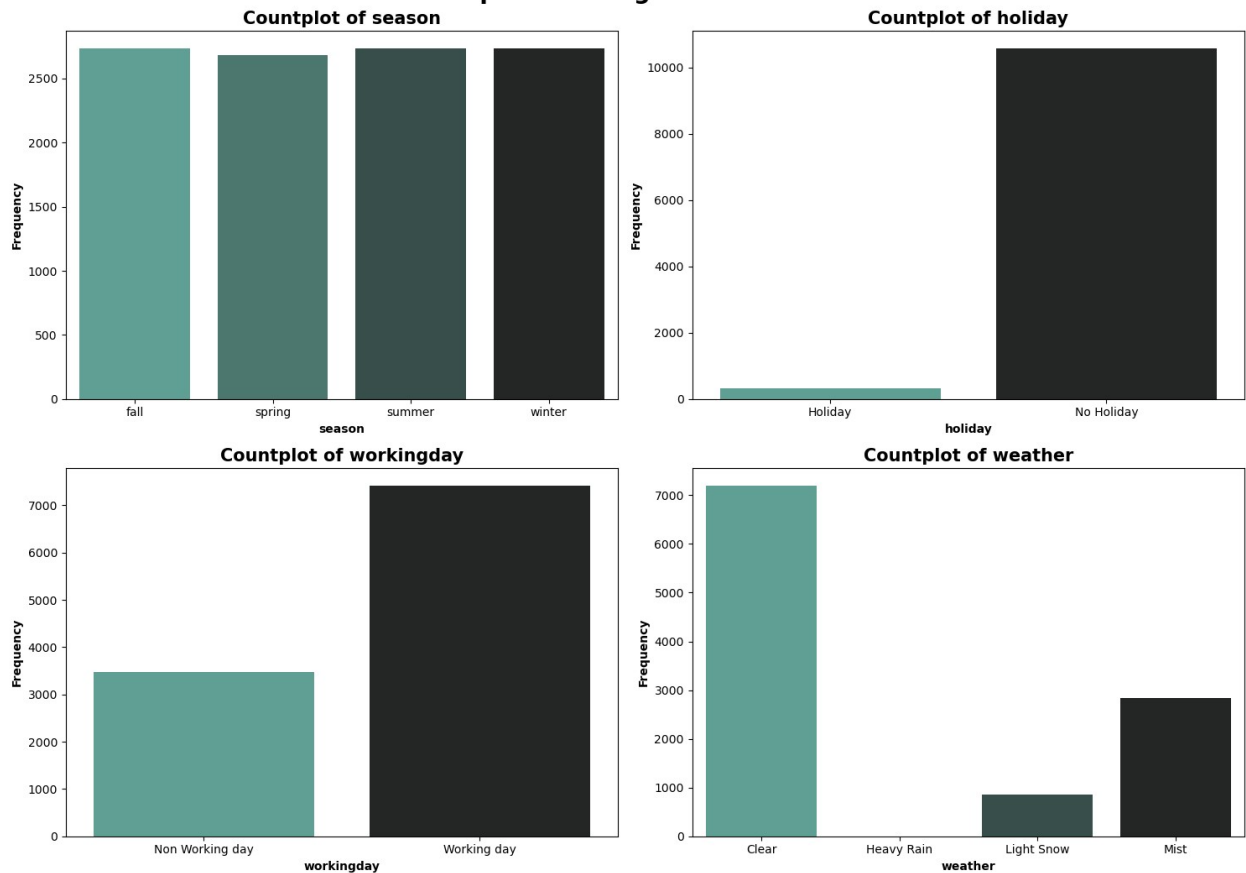 Countplot of season
2500
2000
1500
1000
500
0
Frequency
fall spring summer winter
season
Countplot of holiday
10000
8000
6000
4000
2000
0
Frequency
Holiday No Holiday
holiday
Countplot of workingday
7000
6000
5000
4000
3000
2000
1000
0
Frequency
Non Working day Working day
workingday
Countplot of weather
7000
6000
5000
4000
3000
2000
1000
0
Frequency
Clear Heavy Rain Light Snow Mist
weather